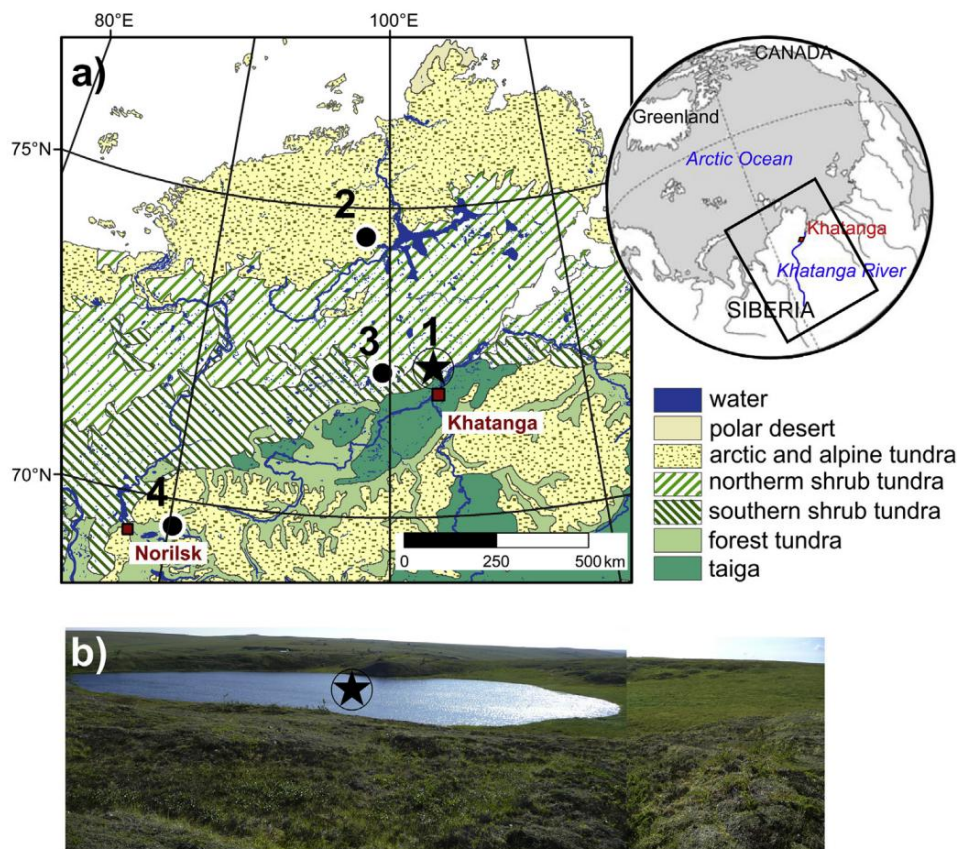 80°E
100°E
a)
75°N
70°N
2
3
1
4
Khatanga
Norilsk
0 250 500 km
CANADA
Greenland
Arctic Ocean
Khatanga
Khatanga River
SIBERIA
water
polar desert
arctic and alpine tundra
northerm shrub tundra
southern shrub tundra
forest tundra
taiga
b)